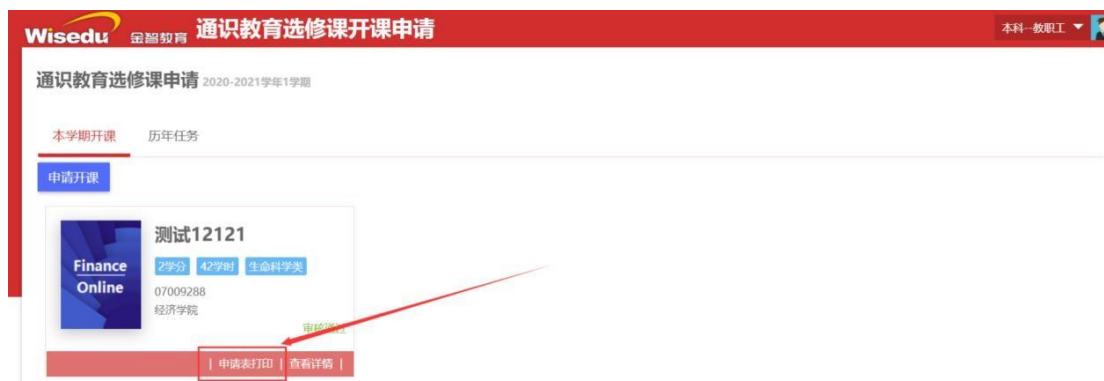 Wisedu 金智教育 通识教育选修课开课申请 本科--教职工
通识教育选修课申请 2020-2021学年1学期
本学期开课 历年任务
申请开课
测试12121
Finance
Online
2学分 42学时 生命科学类
07009288
经济学院
审核通过
| 申请表打印 | 查看详情 |